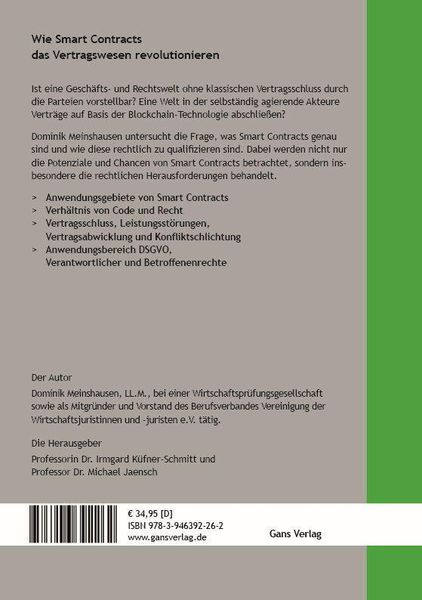 Wie Smart Contracts
das Vertragswesen revolutionieren
Ist eine Geschäfts- und Rechtswelt ohne klassischen Vertragsschluss durch
die Parteien vorstellbar? Eine Welt in der selbständig agierende Akteure
Verträge auf Basis der Blockchain-Technologie abschließen?
Dominik Meinshausen untersucht die Frage, was Smart Contracts genau
sind und wie diese rechtlich zu qualifizieren sind. Dabei werden nicht nur
die Potenziale und Chancen von Smart Contracts betrachtet, sondern ins-
besondere die rechtlichen Herausforderungen behandelt.
> Anwendungsgebiete von Smart Contracts
> Verhältnis von Code und Recht
> Vertragsschluss, Leistungsstörungen,
Vertragsabwicklung und Konfliktschlichtung
> Anwendungsbereich DSGVO,
Verantwortlicher und Betroffenenrechte
Der Autor
Dominik Meinshausen, LL.M., bei einer Wirtschaftsprüfungsgesellschaft
sowie als Mitgründer und Vorstand des Berufsverbandes Vereinigung der
Wirtschaftsjuristinnen und -juristen e.V. tätig.
Die Herausgeber
Professorin Dr. Irmgard Küfner-Schmitt und
Professor Dr. Michael Jaensch
€ 34,95 [D]
ISBN 978-3-946392-26-2
www.gansverlag.de
Gans Verlag